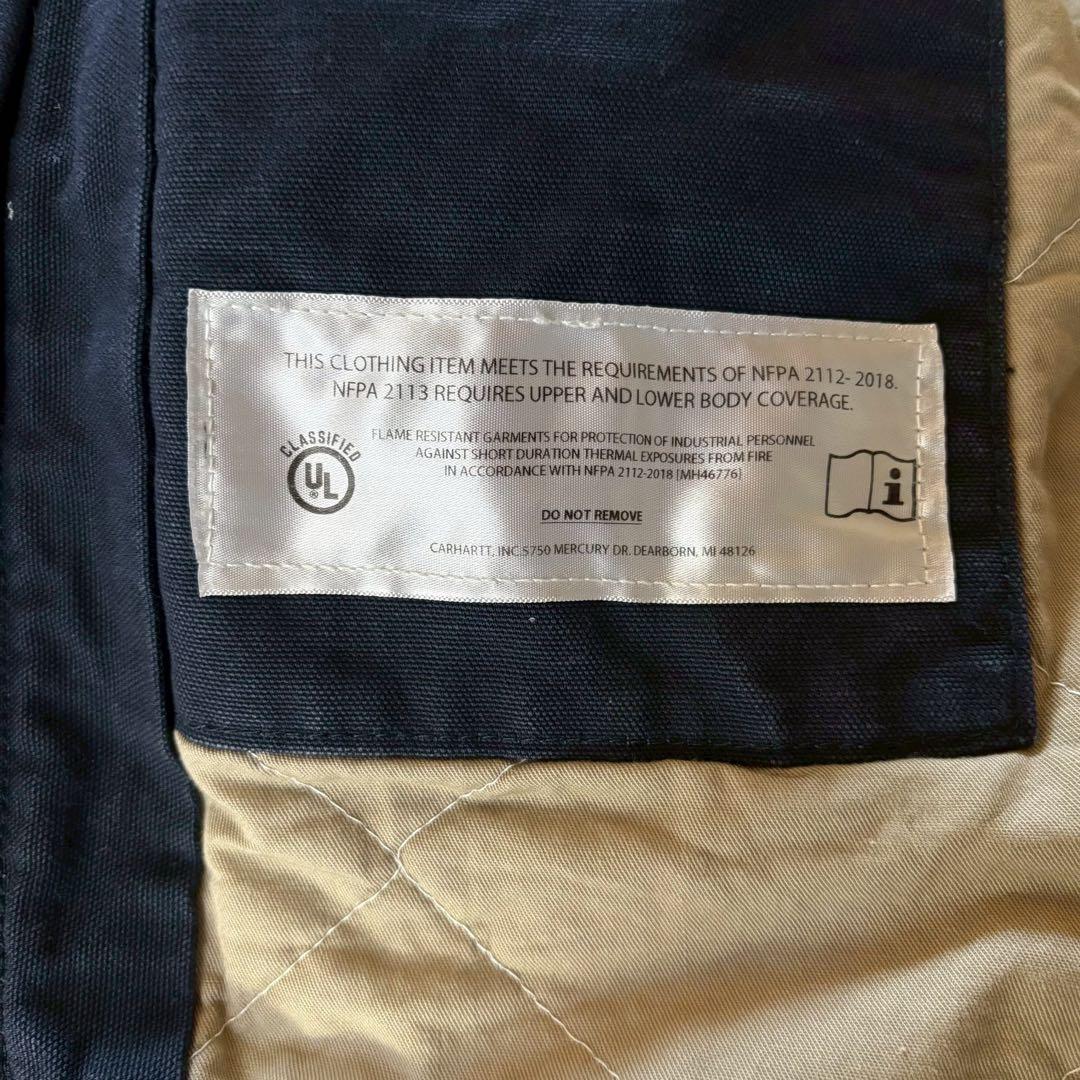 THIS CLOTHING ITEM MEETS THE REQUIREMENTS OF NFPA 2112- 2018.
NFPA 2113 REQUIRES UPPER AND LOWER BODY COVERAGE.
CLASSIFIED
UL®
FLAME RESISTANT GARMENTS FOR PROTECTION OF INDUSTRIAL PERSONNEL
AGAINST SHORT DURATION THERMAL EXPOSURES FROM FIRE
IN ACCORDANCE WITH NFPA 2112-2018 [MH46776]
i
DO NOT REMOVE
CARHARTT, INC.5750 MERCURY DR. DEARBORN, MI 48126